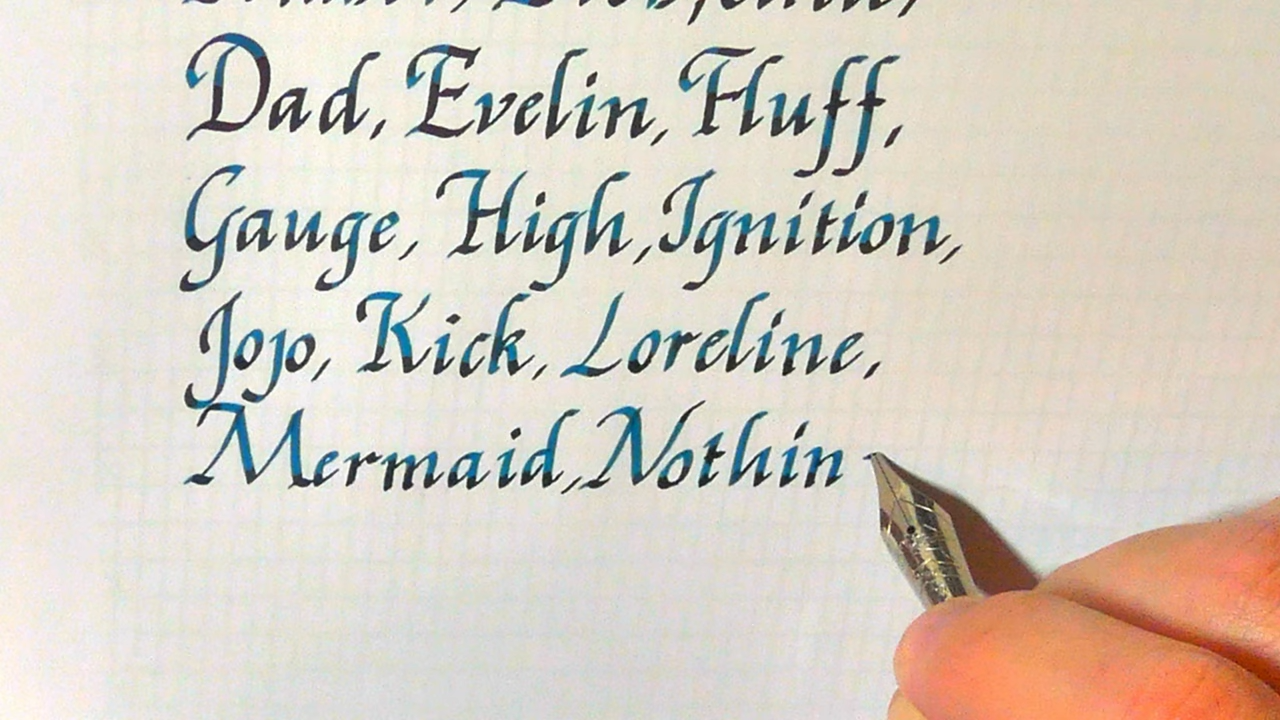 Dad, Evelin, Fluff,
Gauge, High, Ignition,
Jojo, Kick, Loreline,
Mermaid, Nothin